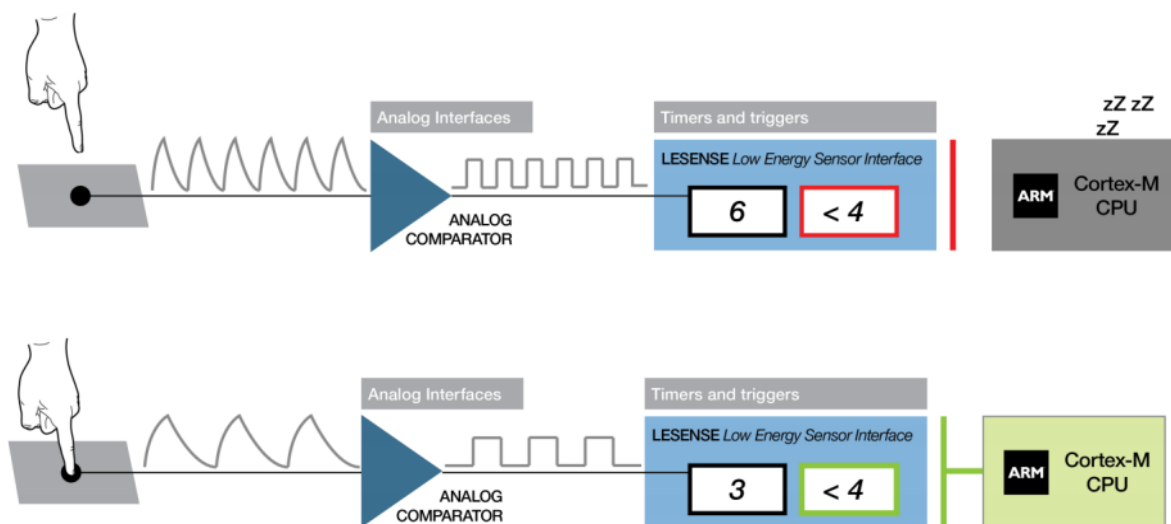 zZ zZ
zZ
Analog Interfaces
Timers and triggers
LESENSE Low Energy Sensor Interface
ARM
Cortex-M
CPU
6
< 4
ANALOG
COMPARATOR
Analog Interfaces
Timers and triggers
LESENSE Low Energy Sensor Interface
ARM
Cortex-M
CPU
3
< 4
ANALOG
COMPARATOR